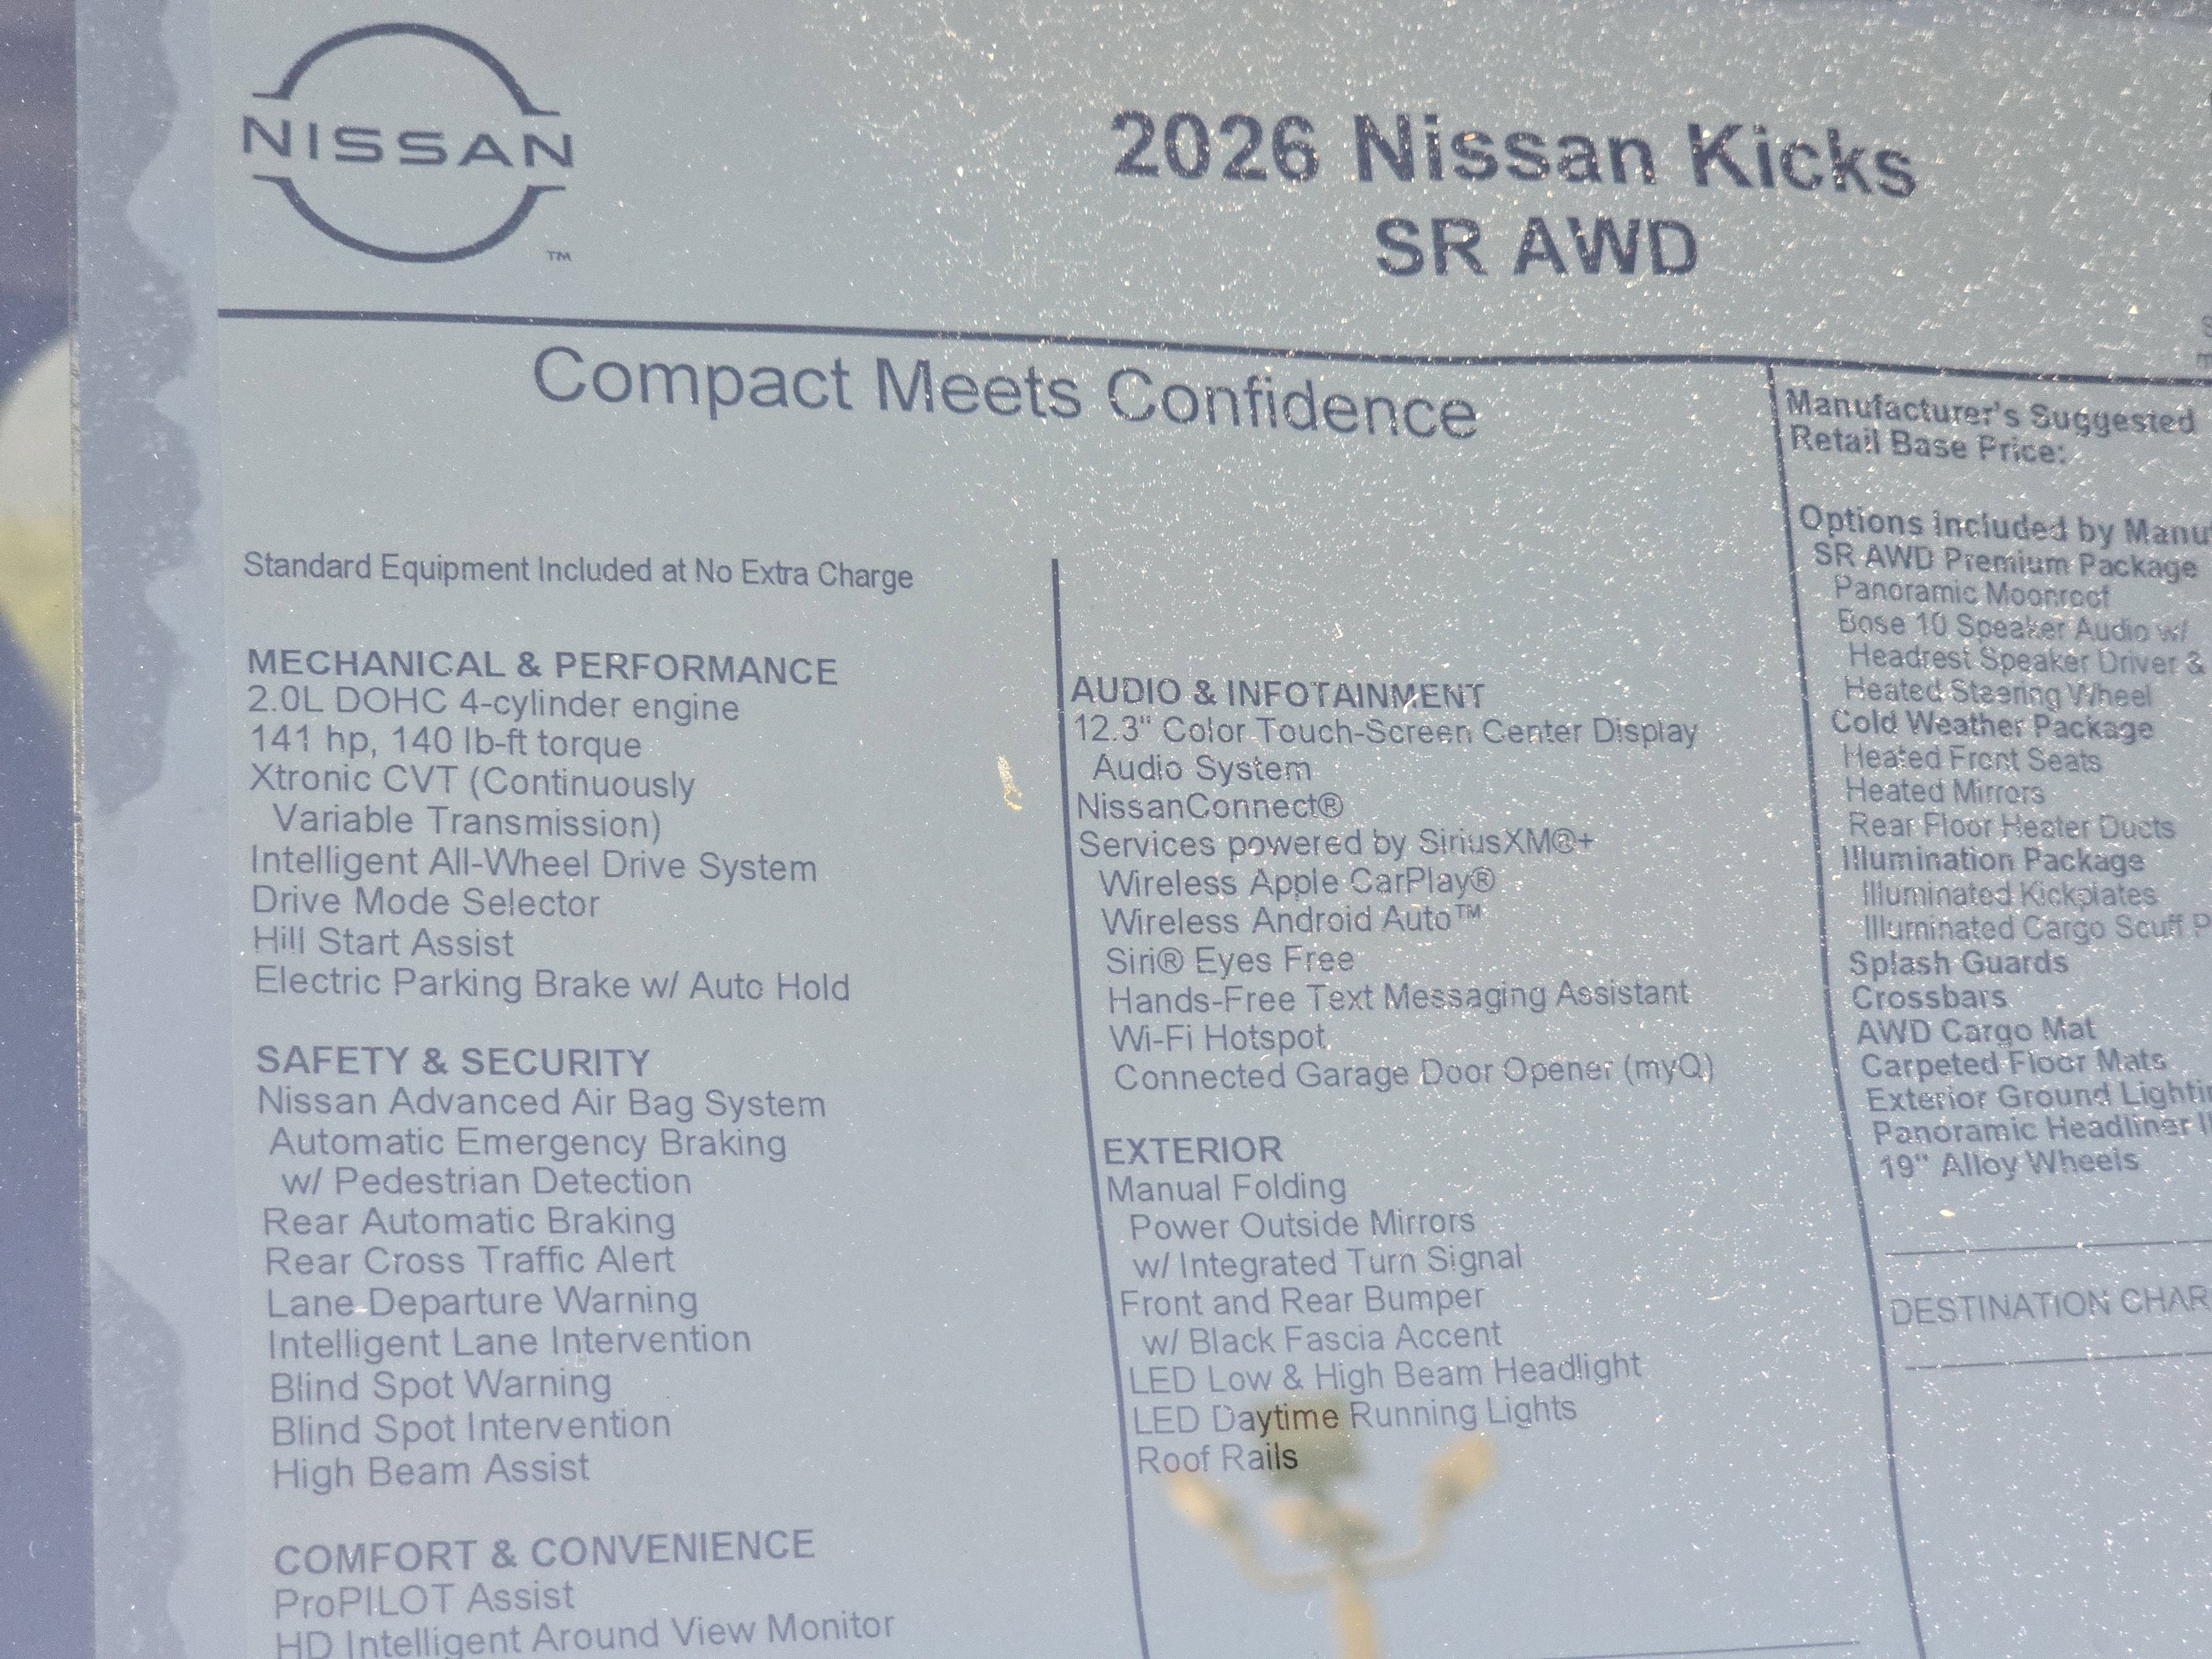 NISSAN
TM
2026 Nissan Kicks
SR AWD
Compact Meets Confidence
Standard Equipment Included at No Extra Charge
MECHANICAL & PERFORMANCE
2.0L DOHC 4-cylinder engine
141 hp, 140 lb-ft torque
Xtronic CVT (Continuously
Variable Transmission)
Intelligent All-Wheel Drive System
Drive Mode Selector
Hill Start Assist
Electric Parking Brake w/ Auto Hold
SAFETY & SECURITY
Nissan Advanced Air Bag System
Automatic Emergency Braking
w/ Pedestrian Detection
Rear Automatic Braking
Rear Cross Traffic Alert
Lane Departure Warning
Intelligent Lane Intervention
Blind Spot Warning
Blind Spot Intervention
High Beam Assist
COMFORT & CONVENIENCE
ProPILOT Assist
HD Intelligent Around View Monitor
AUDIO & INFOTAINMENT
12.3" Color Touch-Screen Center Display
Audio System
NissanConnect®
Services powered by SiriusXM®+
Wireless Apple CarPlay®
Wireless Android Auto™
Siri® Eyes Free
Hands-Free Text Messaging Assistant
Wi-Fi Hotspot
Connected Garage Door Opener (myQ)
EXTERIOR
Manual Folding
Power Outside Mirrors
w/ Integrated Turn Signal
Front and Rear Bumper
w/ Black Fascia Accent
LED Low & High Beam Headlight
LED Daytime Running Lights
Roof Rails
Manufacturer's Suggested
Retail Base Price:
Options included by Manu
SR AWD Premium Package
Panoramic Moonroof
Bose 10 Speaker Audio w/
Headrest Speaker Driver &
Heated Steering Wheel
Cold Weather Package
Heated Front Seats
Heated Mirrors
Rear Floor Heater Ducts
Illumination Package
Illuminated Kickplates
Illuminated Cargo Scuff P
Splash Guards
Crossbars
AWD Cargo Mat
Carpeted Floor Mats
Exterior Ground Lighti
Panoramic Headliner
19" Alloy Wheels
DESTINATION CHAR